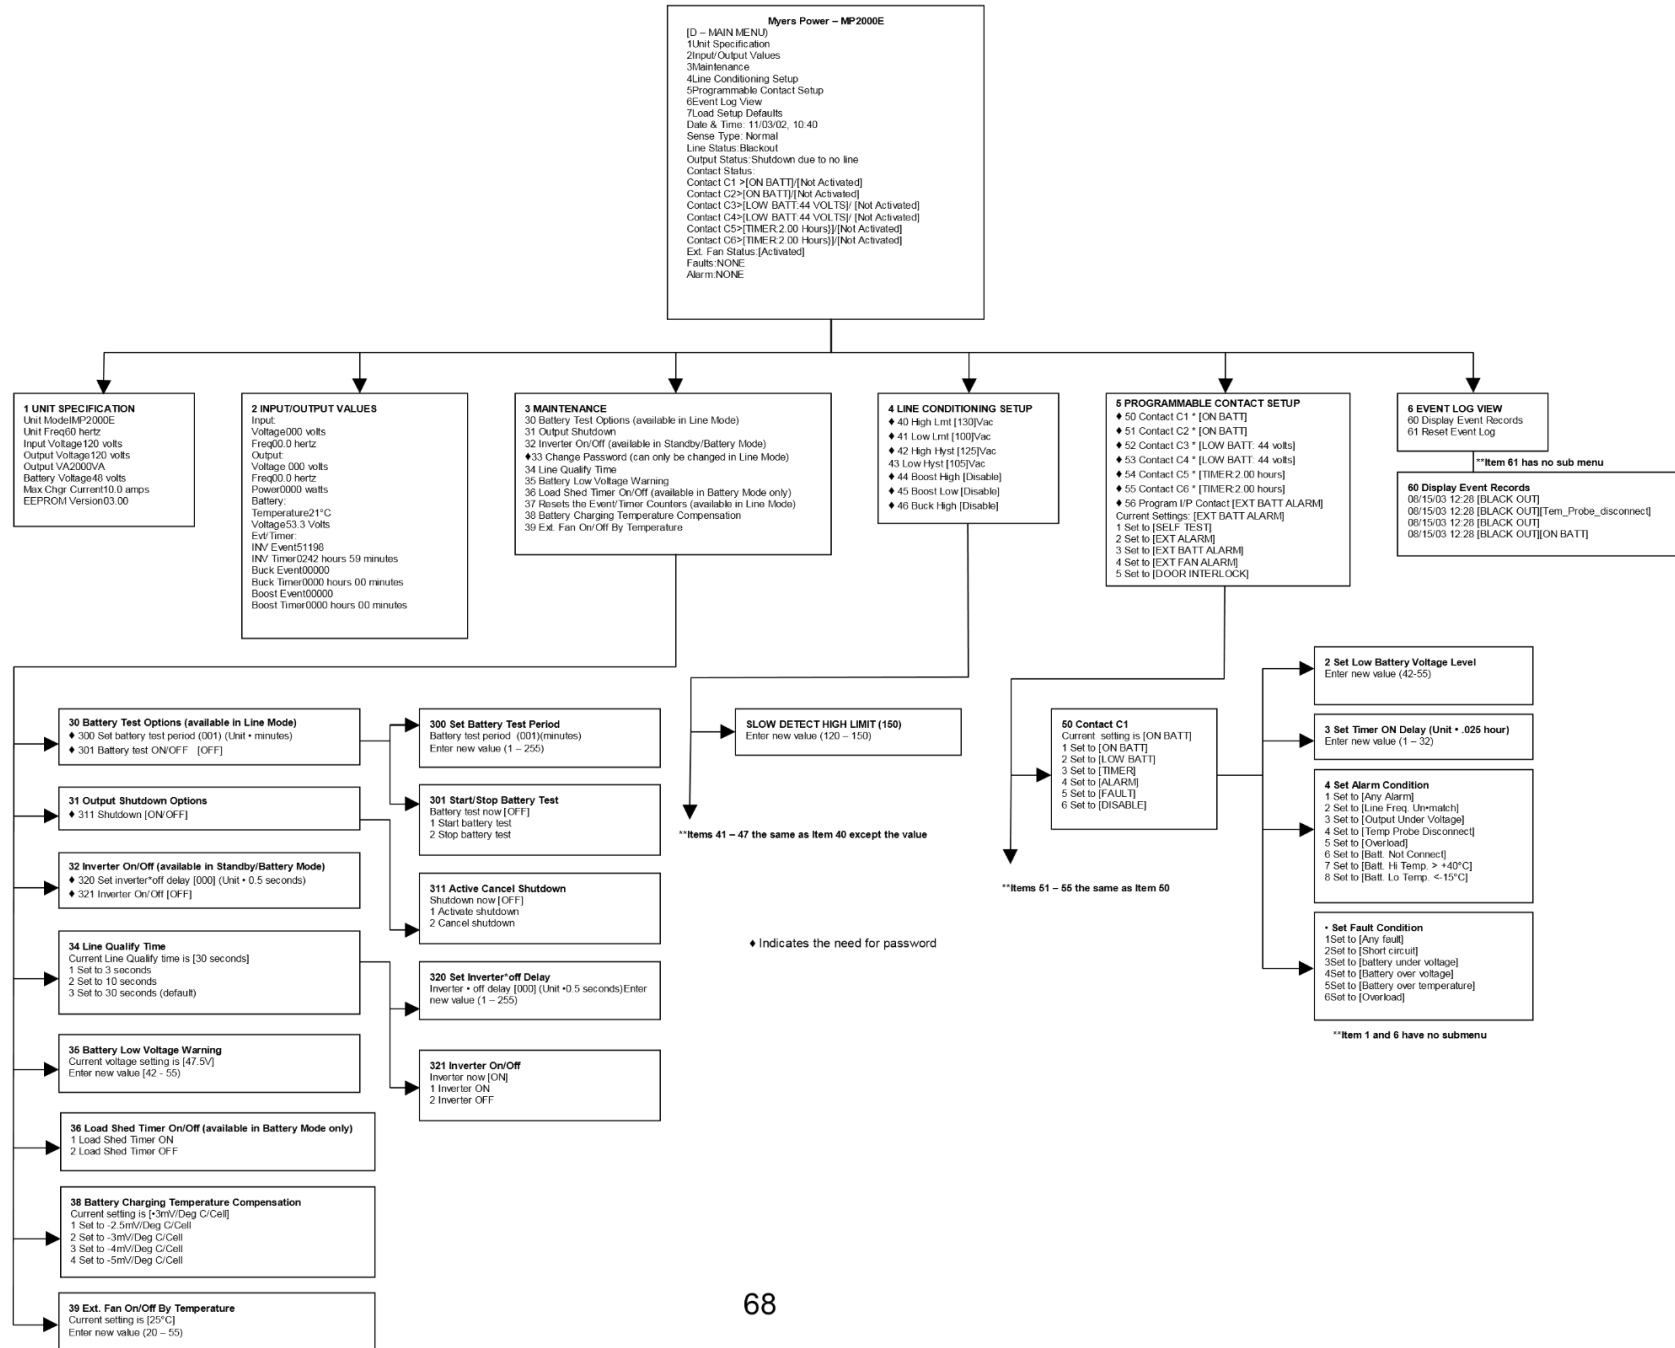 Myers Power – MP2000E
[D – MAIN MENU)
1Unit Specification
2Input/Output Values
3Maintenance
4Line Conditioning Setup
5Programmable Contact Setup
6Event Log View
7Load Setup Defaults
Date & Time: 11/03/02, 10:40
Sense Type: Normal
Line Status:Blackout
Output Status:Shutdown due to no line
Contact Status:
Contact C1 >[ON BATT]/[Not Activated]
Contact C2>[ON BATT]/[Not Activated]
Contact C3>[LOW BATT:44 VOLTS]/ [Not Activated]
Contact C4>[LOW BATT:44 VOLTS]/ [Not Activated]
Contact C5>[TIMER:2.00 Hours}]/[Not Activated]
Contact C6>[TIMER:2.00 Hours}]/[Not Activated]
Ext. Fan Status:[Activated]
Faults:NONE
Alarm:NONE
1 UNIT SPECIFICATION
Unit ModelMP2000E
Unit Freq60 hertz
Input Voltage120 volts
Output Voltage120 volts
Output VA2000VA
Battery Voltage48 volts
Max Chgr Current10.0 amps
EEPROM Version03.00
2 INPUT/OUTPUT VALUES
Input:
Voltage000 volts
Freq00.0 hertz
Output:
Voltage 000 volts
Freq00.0 hertz
Power0000 watts
Battery:
Temperature21°C
Voltage53.3 Volts
Evt/Timer:
INV Event51198
INV Timer0242 hours 59 minutes
Buck Event00000
Buck Timer0000 hours 00 minutes
Boost Event00000
Boost Timer0000 hours 00 minutes
3 MAINTENANCE
30 Battery Test Options (available in Line Mode)
31 Output Shutdown
32 Inverter On/Off (available in Standby/Battery Mode)
♦33 Change Password (can only be changed in Line Mode)
34 Line Qualify Time
35 Battery Low Voltage Warning
36 Load Shed Timer On/Off (available in Battery Mode only)
37 Resets the Event/Timer Counters (available in Line Mode)
38 Battery Charging Temperature Compensation
39 Ext. Fan On/Off By Temperature
4 LINE CONDITIONING SETUP
♦ 40 High Lmt [130]Vac
♦ 41 Low Lmt [100]Vac
♦ 42 High Hyst [125]Vac
43 Low Hyst [105]Vac
♦ 44 Boost High [Disable]
♦ 45 Boost Low [Disable]
♦ 46 Buck High [Disable]
5 PROGRAMMABLE CONTACT SETUP
♦ 50 Contact C1 * [ON BATT]
♦ 51 Contact C2 * [ON BATT]
♦ 52 Contact C3 * [LOW BATT: 44 volts]
♦ 53 Contact C4 * [LOW BATT: 44 volts]
♦ 54 Contact C5 * [TIMER:2.00 hours]
♦ 55 Contact C6 * [TIMER:2.00 hours]
♦ 56 Program I/P Contact [EXT BATT ALARM]
Current Settings: [EXT BATT ALARM]
1 Set to [SELF TEST]
2 Set to [EXT ALARM]
3 Set to [EXT BATT ALARM]
4 Set to [EXT FAN ALARM]
5 Set to [DOOR INTERLOCK]
6 EVENT LOG VIEW
60 Display Event Records
61 Reset Event Log
**Item 61 has no sub menu
60 Display Event Records
08/15/03 12:28 [BLACK OUT]
08/15/03 12:28 [BLACK OUT][Tem_Probe_disconnect]
08/15/03 12:28 [BLACK OUT]
08/15/03 12:28 [BLACK OUT][ON BATT]
30 Battery Test Options (available in Line Mode)
♦ 300 Set battery test period (001) (Unit • minutes)
♦ 301 Battery test ON/OFF [OFF]
31 Output Shutdown Options
♦ 311 Shutdown [ON/OFF]
32 Inverter On/Off (available in Standby/Battery Mode)
♦ 320 Set inverter*off delay [000] (Unit • 0.5 seconds)
♦ 321 Inverter On/Off [OFF]
34 Line Qualify Time
Current Line Qualify time is [30 seconds]
1 Set to 3 seconds
2 Set to 10 seconds
3 Set to 30 seconds (default)
35 Battery Low Voltage Warning
Current voltage setting is [47.5V]
Enter new value [42 - 55)
36 Load Shed Timer On/Off (available in Battery Mode only)
1 Load Shed Timer ON
2 Load Shed Timer OFF
38 Battery Charging Temperature Compensation
Current setting is [•3mV/Deg C/Cell]
1 Set to -2.5mV/Deg C/Cell
2 Set to -3mV/Deg C/Cell
3 Set to -4mV/Deg C/Cell
4 Set to -5mV/Deg C/Cell
39 Ext. Fan On/Off By Temperature
Current setting is [25°C]
Enter new value (20 – 55)
300 Set Battery Test Period
Battery test period (001)(minutes)
Enter new value (1 – 255)
301 Start/Stop Battery Test
Battery test now [OFF]
1 Start battery test
2 Stop battery test
311 Active Cancel Shutdown
Shutdown now [OFF]
1 Activate shutdown
2 Cancel shutdown
320 Set Inverter*off Delay
Inverter • off delay [000] (Unit •0.5 seconds)Enter
new value (1 – 255)
321 Inverter On/Off
Inverter now [ON]
1 Inverter ON
2 Inverter OFF
SLOW DETECT HIGH LIMIT (150)
Enter new value (120 – 150)
**Items 41 – 47 the same as Item 40 except the value
♦ Indicates the need for password
50 Contact C1
Current setting is [ON BATT]
1 Set to [ON BATT]
2 Set to [LOW BATT]
3 Set to [TIMER]
4 Set to [ALARM]
5 Set to [FAULT]
6 Set to [DISABLE]
**Items 51 – 55 the same as Item 50
2 Set Low Battery Voltage Level
Enter new value (42-55)
3 Set Timer ON Delay (Unit • .025 hour)
Enter new value (1 – 32)
4 Set Alarm Condition
1 Set to [Any Alarm]
2 Set to [Line Freq. Un•match]
3 Set to [Output Under Voltage]
4 Set to [Temp Probe Disconnect]
5 Set to [Overload]
6 Set to [Batt. Not Connect]
7 Set to [Batt. Hi Temp. > +40°C]
8 Set to [Batt. Lo Temp. <-15°C]
• Set Fault Condition
1Set to [Any fault]
2Set to [Short circuit]
3Set to [battery under voltage]
4Set to [Battery over voltage]
5Set to [Battery over temperature]
6Set to [Overload]
**Item 1 and 6 have no submenu
68